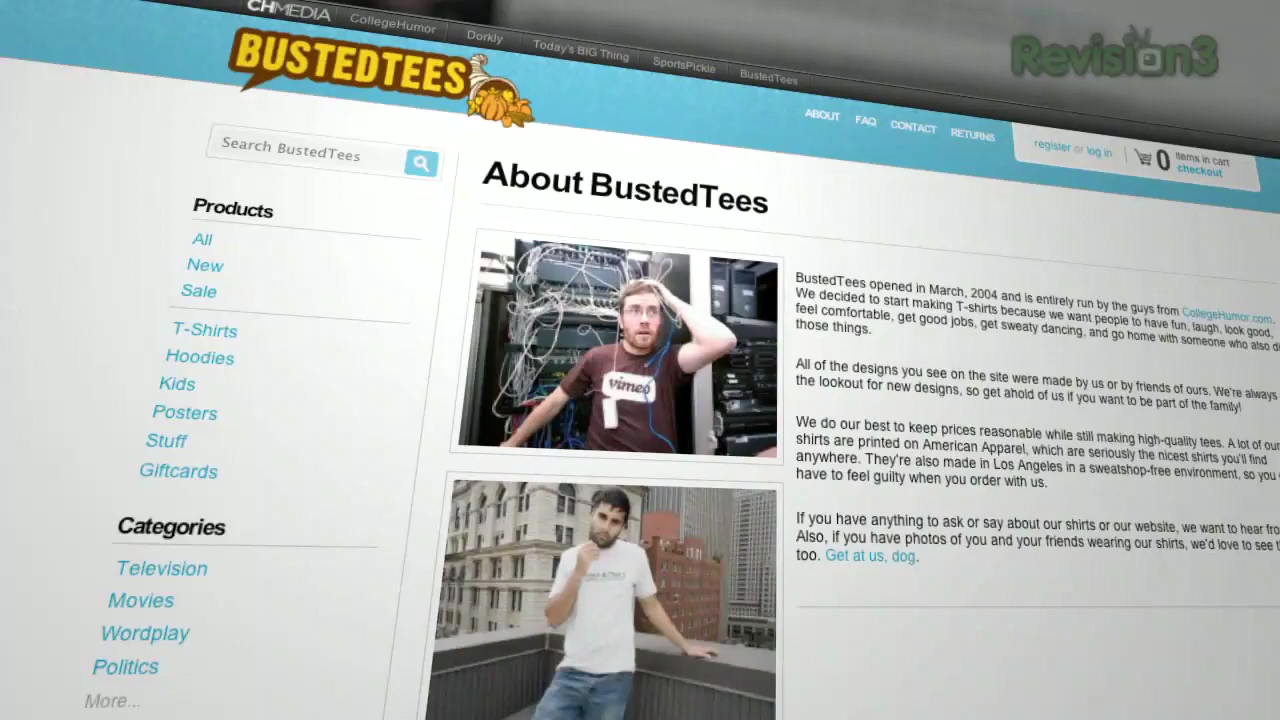 CHMEDIA CollegeHumor Dorkly Today's BIG Thing SportsPickle BustedTees
Revision3
BUSTEDTEES
ABOUT FAQ CONTACT RETURNS
register or log in
0 items in cart
checkout
Search BustedTees
Products
All
New
Sale
T-Shirts
Hoodies
Kids
Posters
Stuff
Giftcards
Categories
Television
Movies
Wordplay
Politics
More...
About BustedTees
vimeo
BustedTees opened in March, 2004 and is entirely run by the guys from CollegeHumor.com.
We decided to start making T-shirts because we want people to have fun, laugh, look good,
feel comfortable, get good jobs, get sweaty dancing, and go home with someone who also
those things.
All of the designs you see on the site were made by us or by friends of ours. We're always
the lookout for new designs, so get ahold of us if you want to be part of the family!
We do our best to keep prices reasonable while still making high-quality tees. A lot of our
shirts are printed on American Apparel, which are seriously the nicest shirts you'll find
anywhere. They're also made in Los Angeles in a sweatshop-free environment, so you
have to feel guilty when you order with us.
If you have anything to ask or say about our shirts or our website, we want to hear
Also, if you have photos of you and your friends wearing our shirts, we'd love to see
too. Get at us, dog.